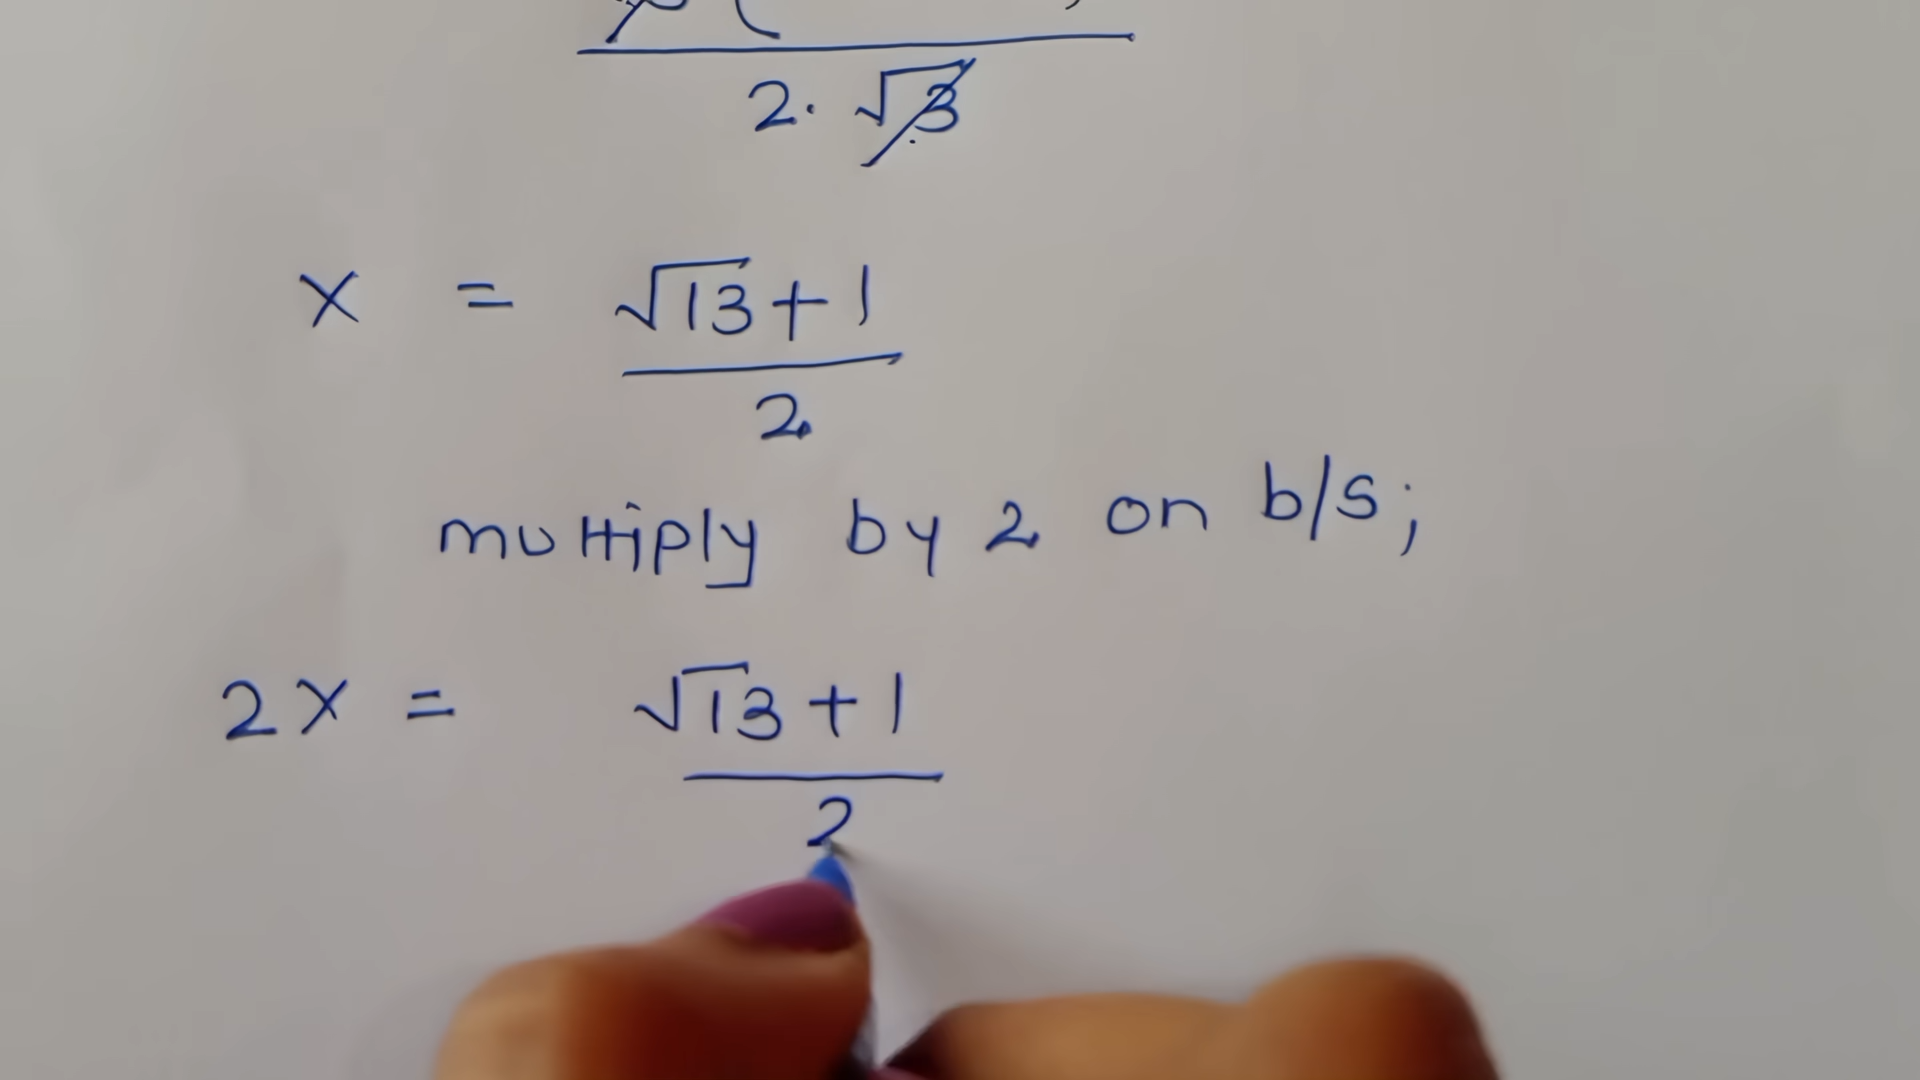 2. √3
x = √13 + 1
2
multiply by 2 on b/s;
2x = √13 + 1
2